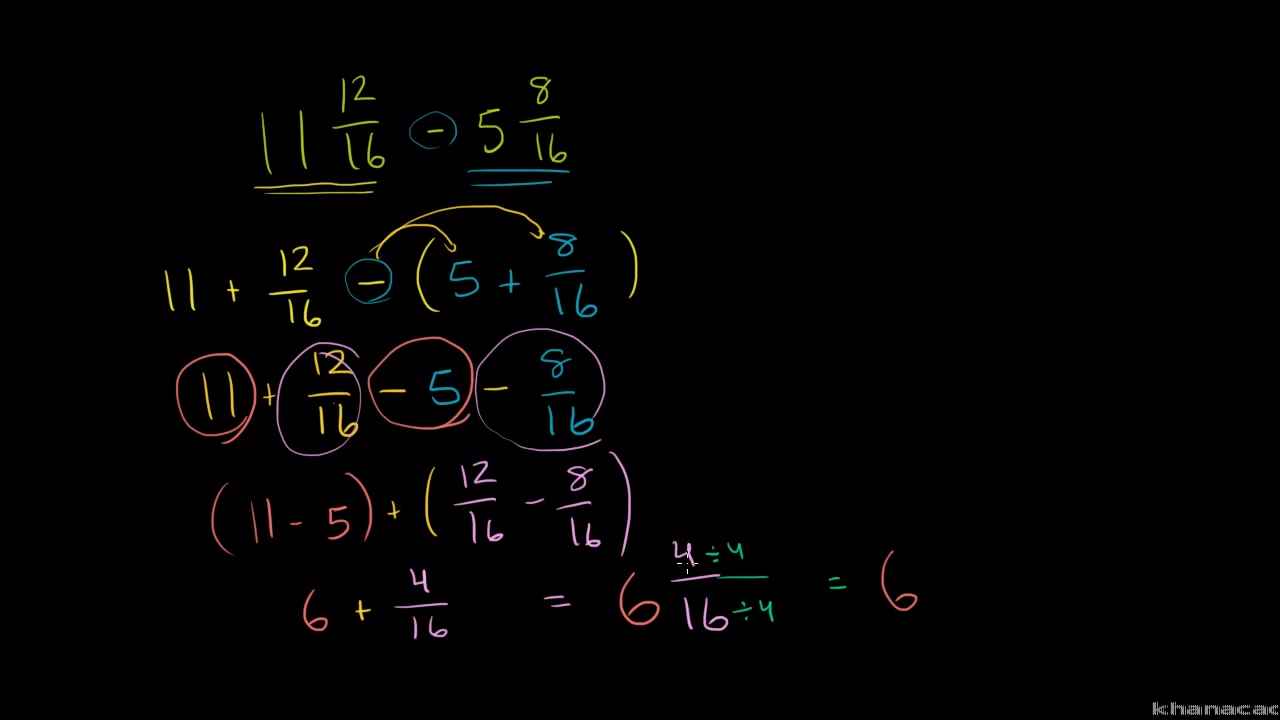 11 12/16 - 5 8/16
11 + 12/16 - (5 + 8/16)
11 + 12/16 - 5 - 8/16
(11 - 5) + (12/16 - 8/16)
6 + 4/16 = 6 4÷4/16÷4 = 6
khanacac